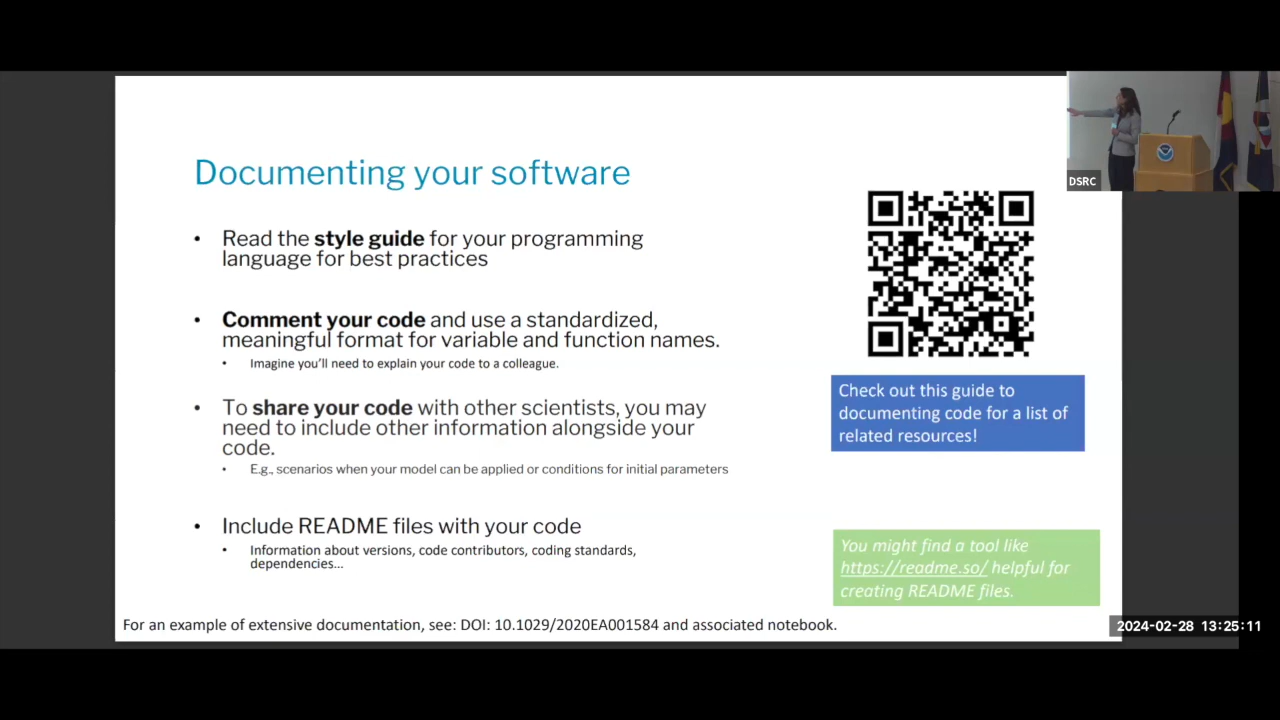 Documenting your software
• Read the style guide for your programming
language for best practices
• Comment your code and use a standardized,
meaningful format for variable and function names.
• Imagine you'll need to explain your code to a colleague.
• To share your code with other scientists, you may
need to include other information alongside your
code.
• E.g., scenarios when your model can be applied or conditions for initial parameters
• Include README files with your code
• Information about versions, code contributors, coding standards,
dependencies...
For an example of extensive documentation, see: DOI: 10.1029/2020EA001584 and associated notebook.
Check out this guide to
documenting code for a list of
related resources!
You might find a tool like
https://readme.so/ helpful for
creating README files.
DSRC
2024-02-28 13:25:11